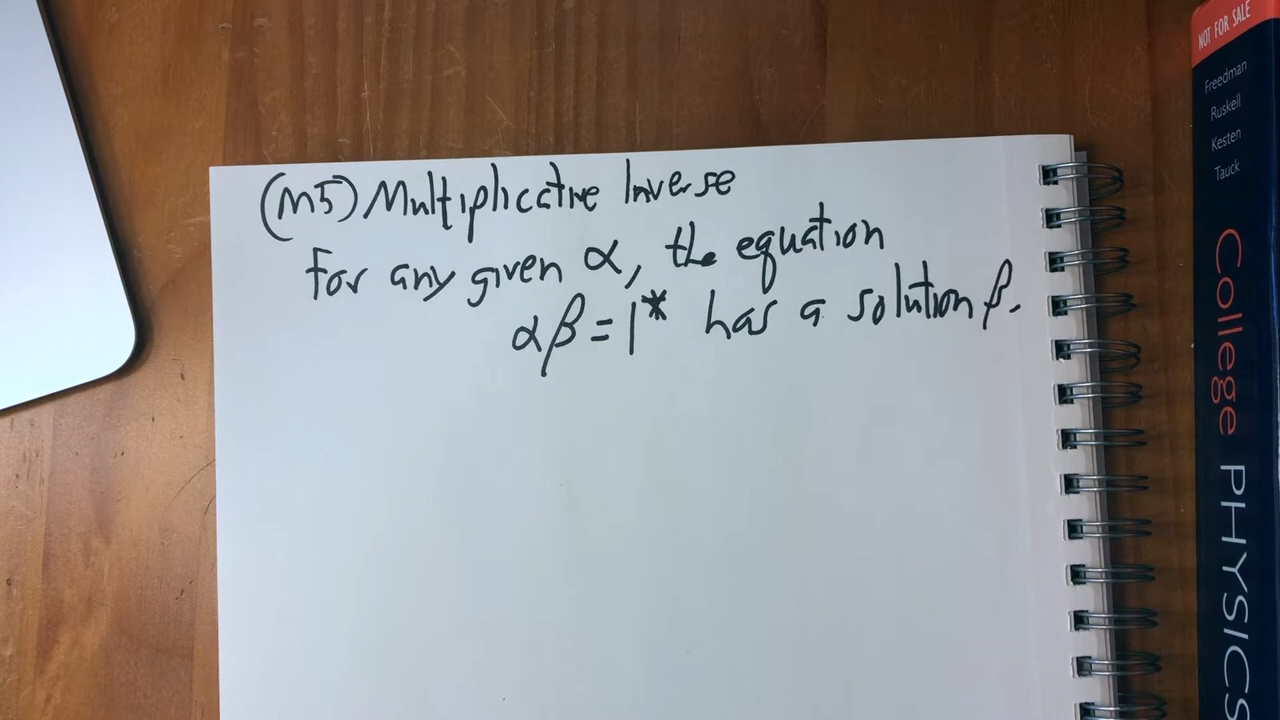 (M5) Multiplicative Inverse
For any given α, the equation
αβ = 1* has a solution β.
NOT FOR SALE
Freedman
Ruskell
Kesten
Tauck
College PHYSICS